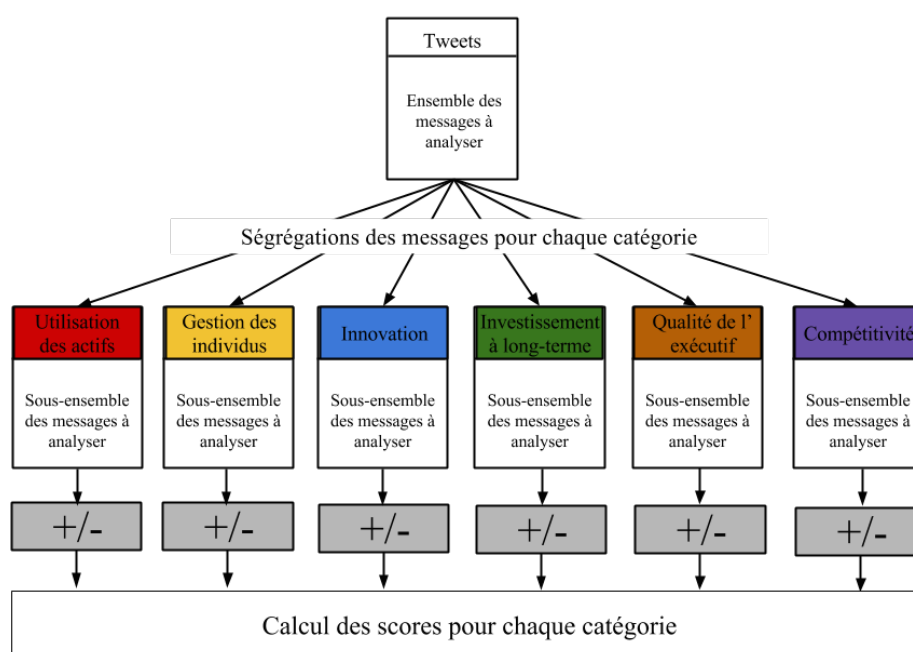 Tweets
Ensemble des
messages à
analyser
Ségrégations des messages pour chaque catégorie
Utilisation
des actifs
Gestion des
individus
Innovation
Investissement
à long-terme
Qualité de l’
exécutif
Compétitivité
Sous-ensemble
des messages à
analyser
Sous-ensemble
des messages à
analyser
Sous-ensemble
des messages à
analyser
Sous-ensemble
des messages à
analyser
Sous-ensemble
des messages à
analyser
Sous-ensemble
des messages à
analyser
+/-
+/-
+/-
+/-
+/-
+/-
Calcul des scores pour chaque catégorie